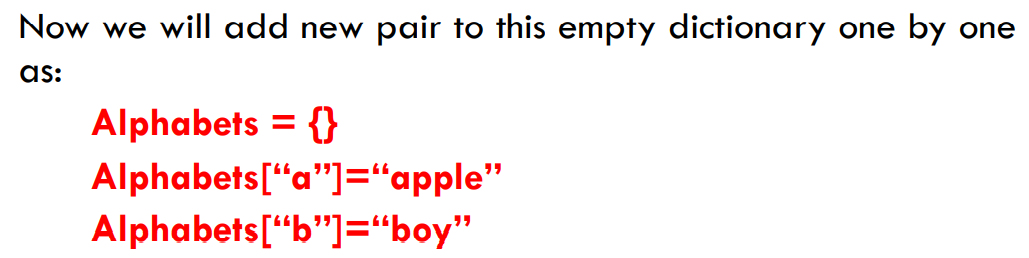 Now we will add new pair to this empty dictionary one by one
as:
Alphabets = {}
Alphabets[“a”]=“apple”
Alphabets[“b”]=“boy”